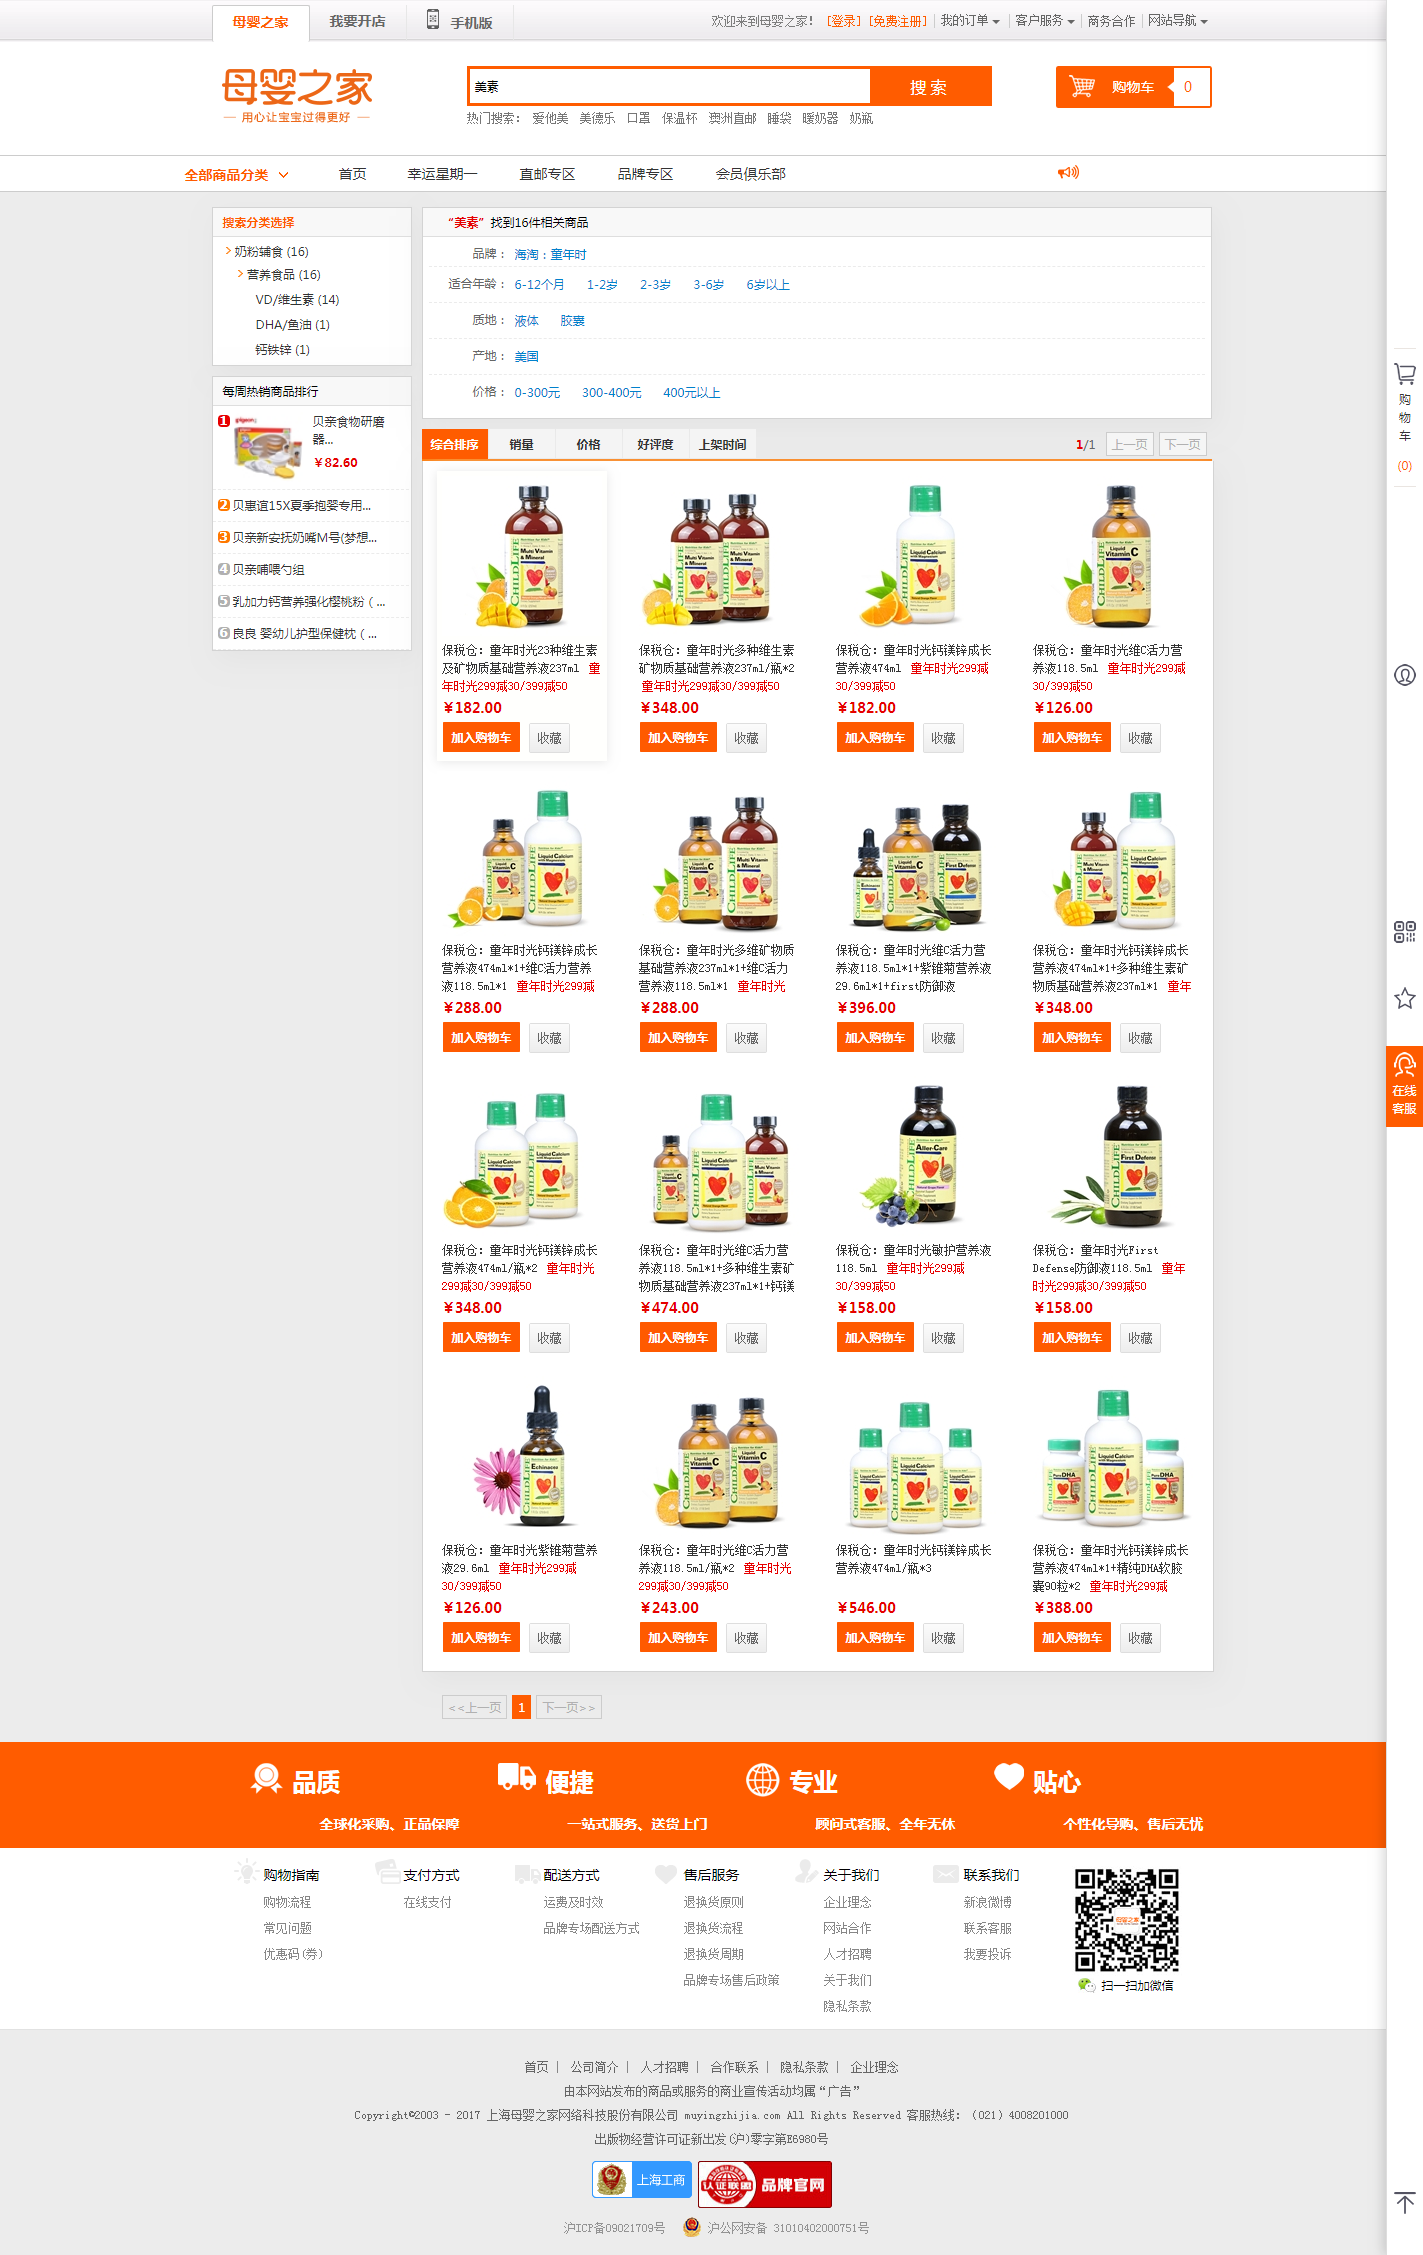 母婴之家 我要开店 手机版 欢迎来到母婴之家！ [登录] [免费注册] 我的订单 客户服务 商务合作 网站导航
母婴之家
用心让宝宝过得更好
美素 搜索
购物车 0
热门搜索： 爱他美 美德乐 口罩 保温杯 澳洲直邮 睡袋 暖奶器 奶瓶
全部商品分类 首页 幸运星期一 直邮专区 品牌专区 会员俱乐部
搜索分类选择
奶粉辅食 (16)
营养食品 (16)
VD/维生素 (14)
DHA/鱼油 (1)
钙铁锌 (1)
每周热销商品排行
1 贝亲食物研磨
器...
￥82.60
2 贝惠谊15X夏季抱婴专用...
3 贝亲新安抚奶嘴M号(梦想...
4 贝亲哺喂勺组
5 乳加力钙营养强化樱桃粉（...
6 良良 婴幼儿护型保健枕（...
“美素” 找到16件相关商品
品牌： 海淘：童年时
适合年龄： 6-12个月 1-2岁 2-3岁 3-6岁 6岁以上
质地： 液体 胶囊
产地： 美国
价格： 0-300元 300-400元 400元以上
综合排序 销量 价格 好评度 上架时间 1/1 上一页 下一页
保税仓：童年时光23种维生素
及矿物质基础营养液237ml 童
年时光299减30/399减50
￥182.00
加入购物车 收藏
保税仓：童年时光多种维生素
矿物质基础营养液237ml/瓶*2
童年时光299减30/399减50
￥348.00
加入购物车 收藏
保税仓：童年时光钙镁锌成长
营养液474ml 童年时光299减
30/399减50
￥182.00
加入购物车 收藏
保税仓：童年时光维C活力营
养液118.5ml 童年时光299减
30/399减50
￥126.00
加入购物车 收藏
保税仓：童年时光钙镁锌成长
营养液474ml*1+维C活力营养
液118.5ml*1 童年时光299减
￥288.00
加入购物车 收藏
保税仓：童年时光多维矿物质
基础营养液237ml*1+维C活力
营养液118.5ml*1 童年时光
￥288.00
加入购物车 收藏
保税仓：童年时光维C活力营
养液118.5ml*1+紫锥菊营养液
29.6ml*1+first防御液
￥396.00
加入购物车 收藏
保税仓：童年时光钙镁锌成长
营养液474ml*1+多种维生素矿
物质基础营养液237ml*1 童年
￥348.00
加入购物车 收藏
保税仓：童年时光钙镁锌成长
营养液474ml/瓶*2 童年时光
299减30/399减50
￥348.00
加入购物车 收藏
保税仓：童年时光维C活力营
养液118.5ml*1+多种维生素矿
物质基础营养液237ml*1+钙镁
￥474.00
加入购物车 收藏
保税仓：童年时光敏护营养液
118.5ml 童年时光299减
30/399减50
￥158.00
加入购物车 收藏
保税仓：童年时光First
Defense防御液118.5ml 童年
时光299减30/399减50
￥158.00
加入购物车 收藏
保税仓：童年时光紫锥菊营养
液29.6ml 童年时光299减
30/399减50
￥126.00
加入购物车 收藏
保税仓：童年时光维C活力营
养液118.5ml/瓶*2 童年时光
299减30/399减50
￥243.00
加入购物车 收藏
保税仓：童年时光钙镁锌成长
营养液474ml/瓶*3
￥546.00
加入购物车 收藏
保税仓：童年时光钙镁锌成长
营养液474ml*1+精纯DHA软胶
囊90粒*2 童年时光299减
￥388.00
加入购物车 收藏
<<上一页 1 下一页>>
购
物
车
(0)
在线
客服
品质 便捷 专业 贴心
全球化采购、正品保障 一站式服务、送货上门 顾问式客服、全年无休 个性化导购、售后无忧
购物指南
购物流程
常见问题
优惠码(券)
支付方式
在线支付
配送方式
运费及时效
品牌专场配送方式
售后服务
退换货原则
退换货流程
退换货周期
品牌专场售后政策
关于我们
企业理念
网站合作
人才招聘
关于我们
隐私条款
联系我们
新浪微博
联系客服
我要投诉
母婴之家
扫一扫加微信
首页 | 公司简介 | 人才招聘 | 合作联系 | 隐私条款 | 企业理念
由本网站发布的商品或服务的商业宣传活动均属“广告”
Copyright©2003 - 2017 上海母婴之家网络科技股份有限公司 muyingzhijia.com All Rights Reserved 客服热线：（021）4008201000
出版物经营许可证新出发(沪)零字第E6980号
上海工商 认证联盟 品牌官网
沪ICP备09021709号 沪公网安备 31010402000751号